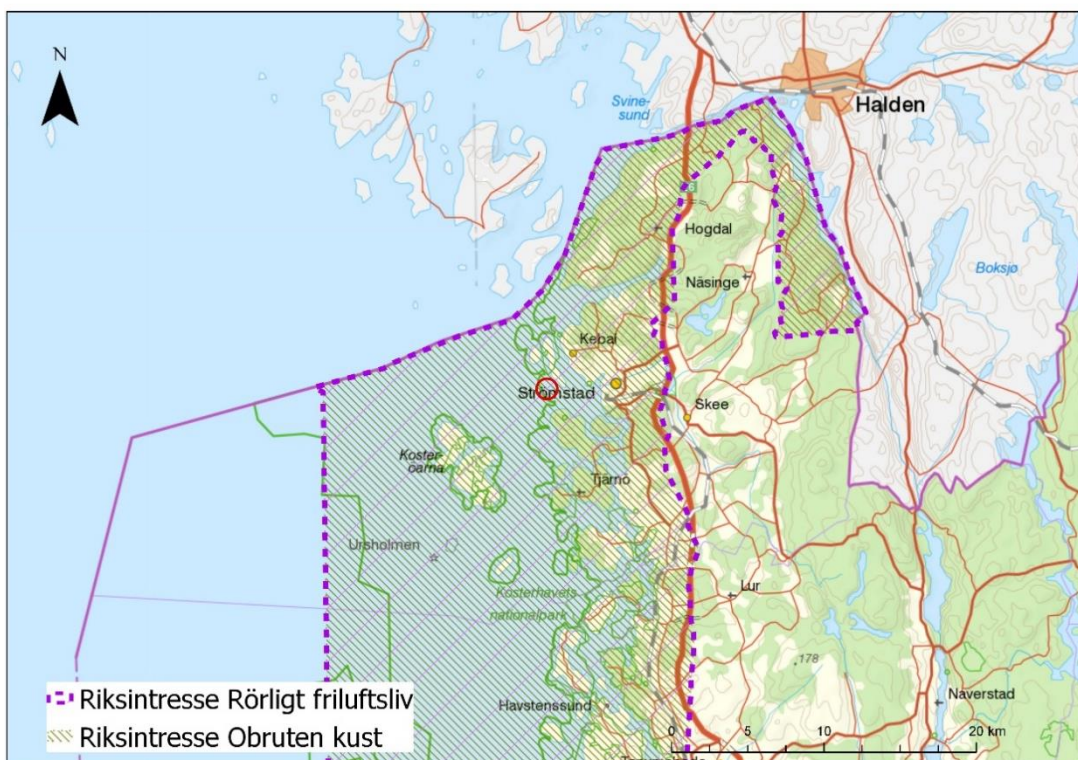 N
Halden
Svine-
sund
Hogdal
Näsinge
Boksjø
Kebal
Strömstad
Skee
Koster-
öarna
Tjärnö
Ursholmen
Kosterhavets
nationalpark
Lur
178
Havstenssund
Naverstad
Riksintresse Rörligt friluftsliv
Riksintresse Obruten kust
0 5 10 20 km